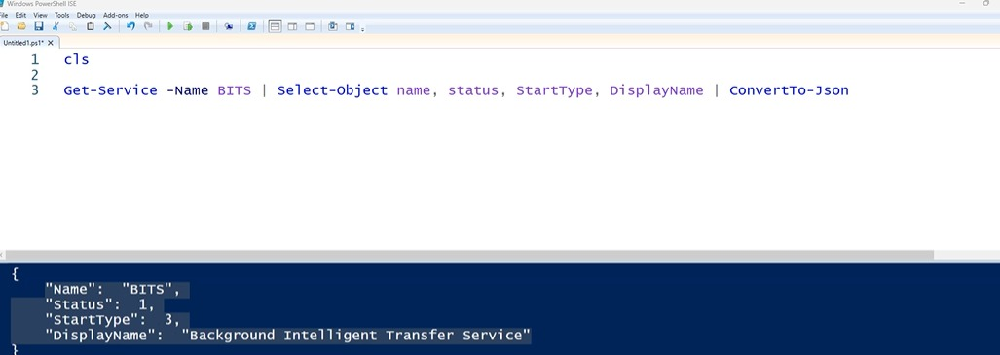 Windows PowerShell ISE
File Edit View Tools Debug Add-ons Help
Untitled1.ps1* X
1 cls
2
3 Get-Service -Name BITS | Select-Object name, status, StartType, DisplayName | ConvertTo-Json
{
"Name": "BITS",
"Status": 1,
"StartType": 3,
"DisplayName": "Background Intelligent Transfer Service"
}